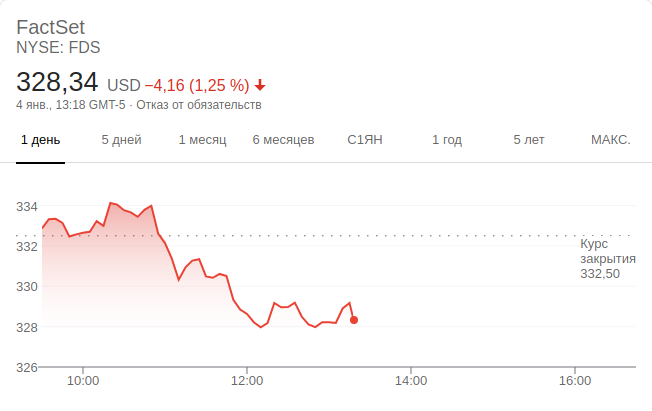 FactSet
NYSE: FDS
328,34 USD −4,16 (1,25 %)
4 янв., 13:18 GMT-5 · Отказ от обязательств
1 день 5 дней 1 месяц 6 месяцев С1ЯН 1 год 5 лет МАКС.
334
332
330
328
326
Курс
закрытия
332,50
10:00 12:00 14:00 16:00